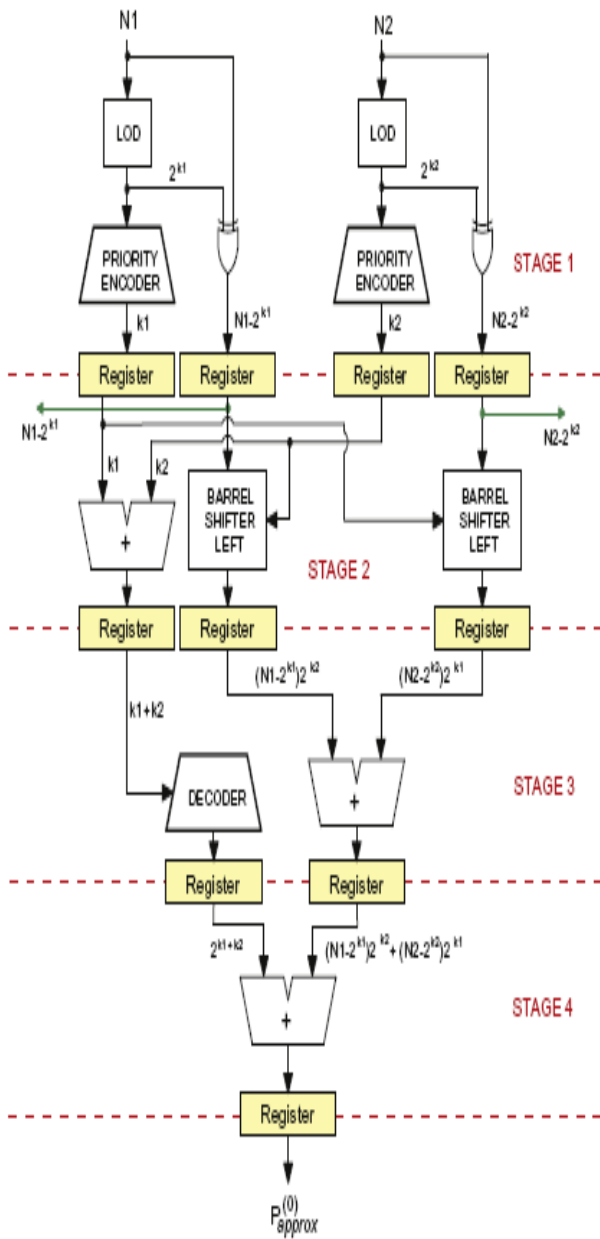 N1 N2
LOD LOD
2^k1 2^k2
PRIORITY ENCODER PRIORITY ENCODER
STAGE 1
k1 N1-2^k1 k2 N2-2^k2
Register Register Register Register
N1-2^k1 N2-2^k2
k1 k2
BARREL SHIFTER LEFT BARREL SHIFTER LEFT
+
STAGE 2
Register Register Register
(N1-2^k1)2^k2 (N2-2^k2)2^k1
k1+k2
DECODER
+
STAGE 3
Register Register
2^k1+k2 (N1-2^k1)2^k2+(N2-2^k2)2^k1
+
STAGE 4
Register
P(0)approx